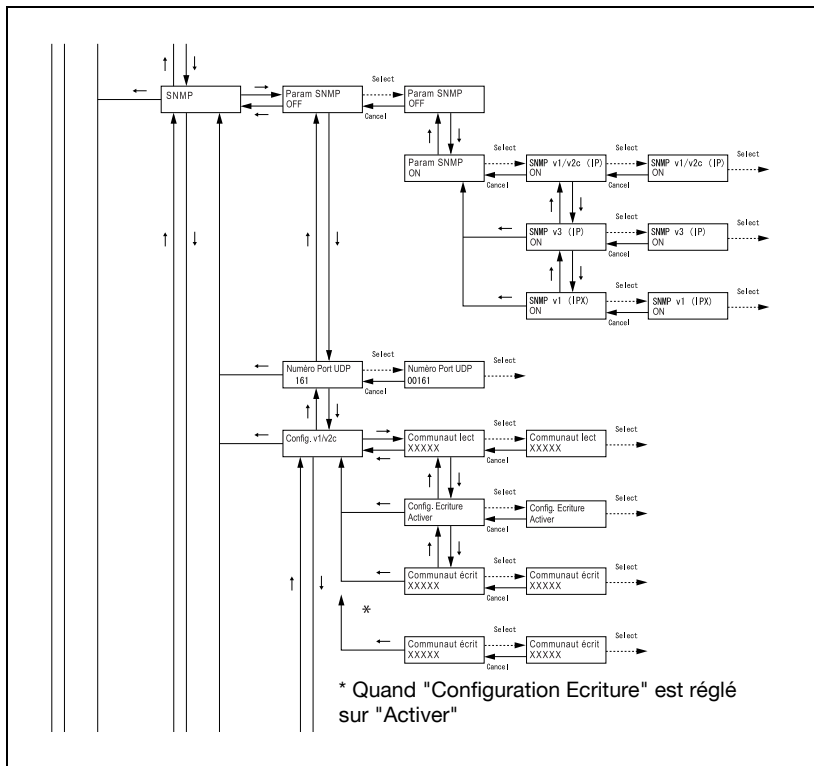 Select
SNMP
Param SNMP
OFF
Param SNMP
OFF
Cancel
Select
Select
Param SNMP
ON
SNMP v1/v2c (IP)
ON
SNMP v1/v2c (IP)
ON
Select
Cancel
Cancel
Select
SNMP v3 (IP)
ON
SNMP v3 (IP)
ON
Select
Cancel
Select
SNMP v1 (IPX)
ON
SNMP v1 (IPX)
ON
Select
Cancel
Select
Numéro Port UDP
161
Numéro Port UDP
00161
Select
Cancel
Select
Config. v1/v2c
Communaut lect
XXXXX
Communaut lect
XXXXX
Select
Cancel
Select
Config. Ecriture
Activer
Config. Ecriture
Activer
Select
Cancel
Select
Communaut écrit
XXXXX
Communaut écrit
XXXXX
Select
Cancel
*
Select
Communaut écrit
XXXXX
Communaut écrit
XXXXX
Select
Cancel
* Quand "Configuration Ecriture" est réglé
sur "Activer"